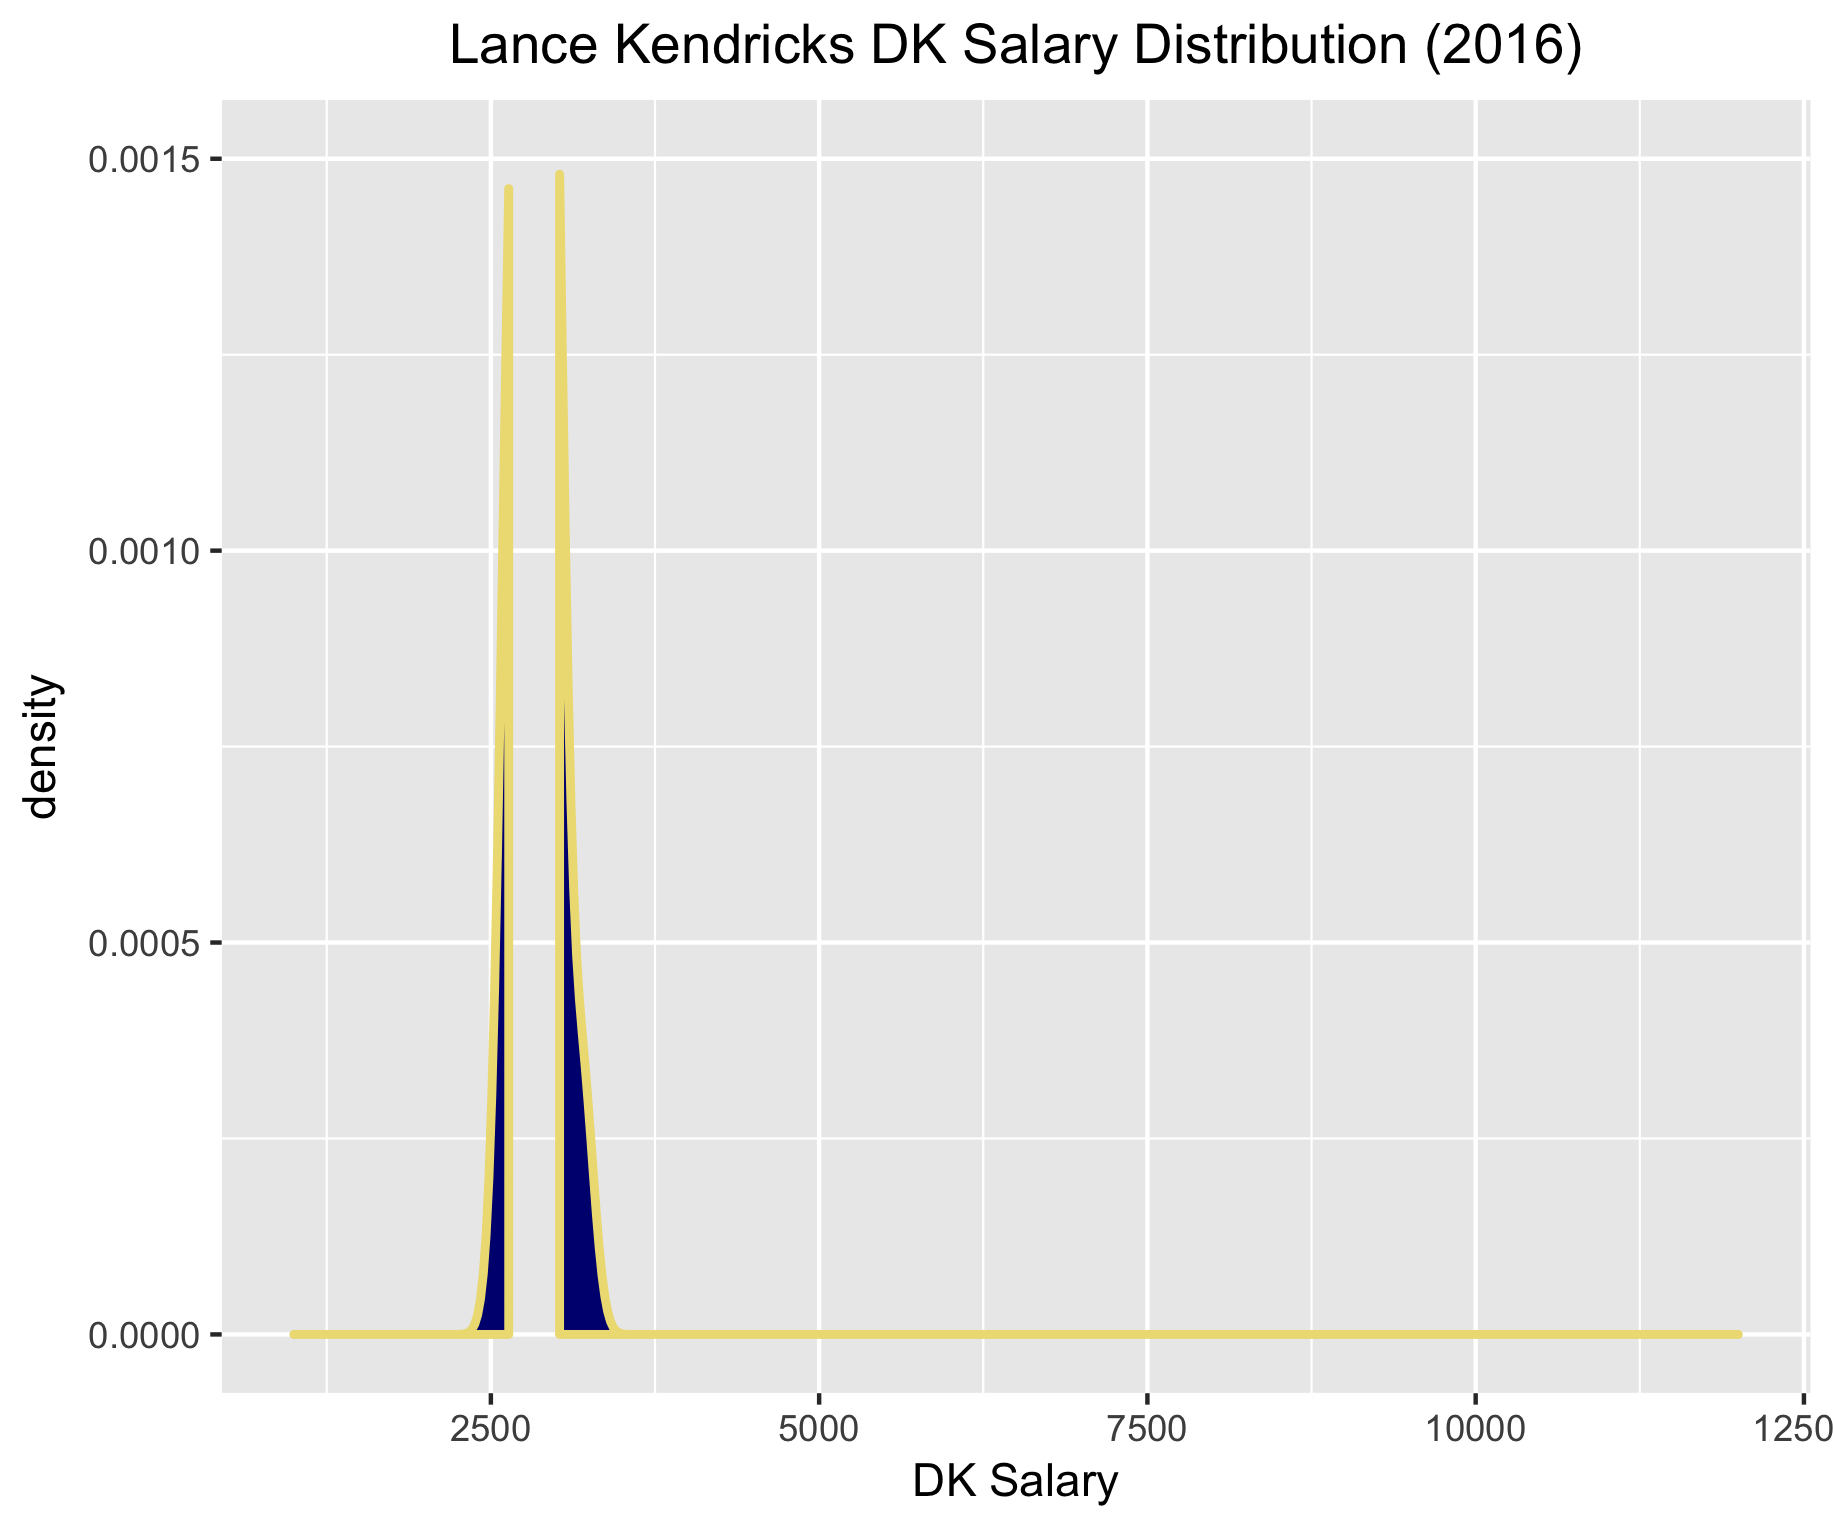 Lance Kendricks DK Salary Distribution (2016)
0.0015
0.0010
0.0005
0.0000
density
2500 5000 7500 10000 1250
DK Salary